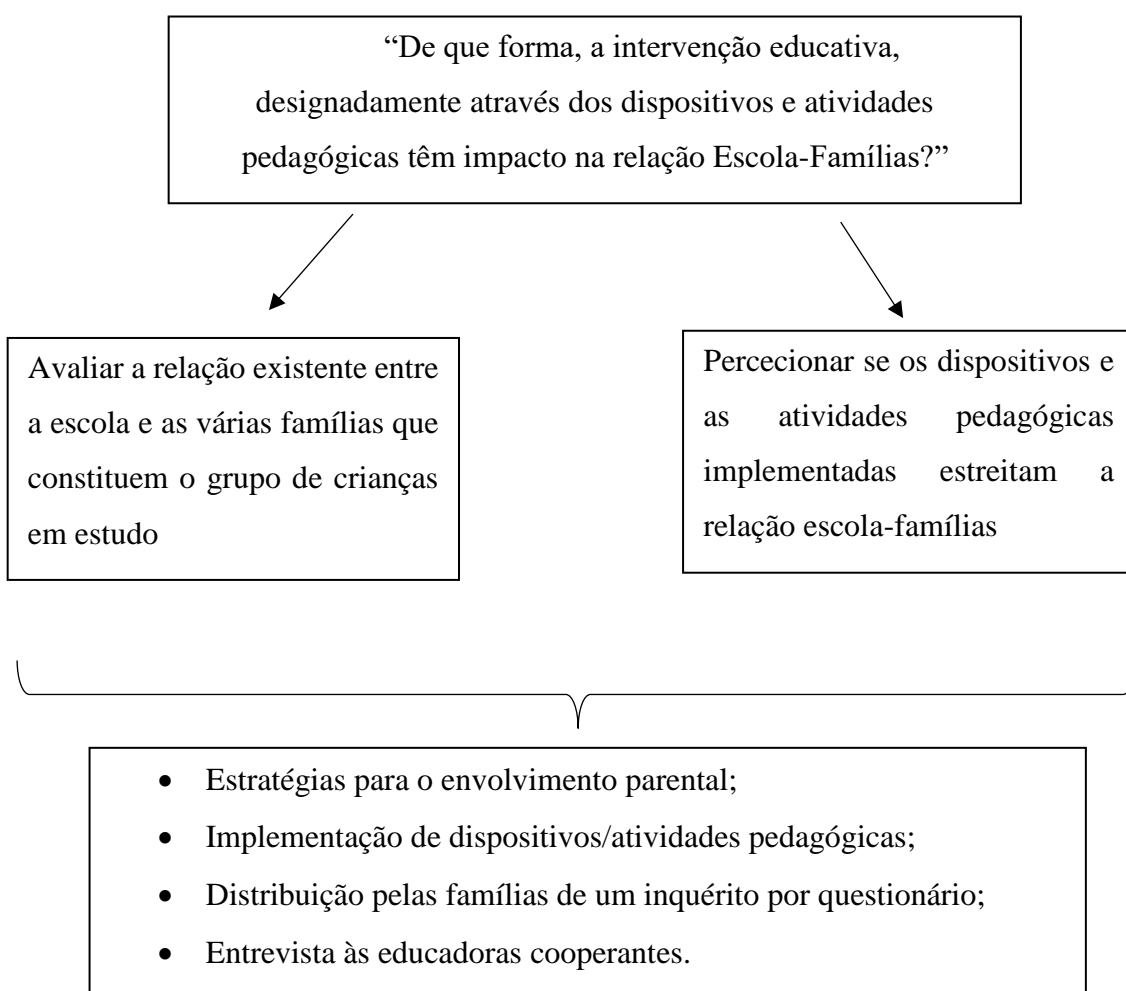 “De que forma, a intervenção educativa,
designadamente através dos dispositivos e atividades
pedagógicas têm impacto na relação Escola-Famílias?”
Avaliar a relação existente entre
a escola e as várias famílias que
constituem o grupo de crianças
em estudo
Percecionar se os dispositivos e
as atividades pedagógicas
implementadas estreitam a
relação escola-famílias
• Estratégias para o envolvimento parental;
• Implementação de dispositivos/atividades pedagógicas;
• Distribuição pelas famílias de um inquérito por questionário;
• Entrevista às educadoras cooperantes.